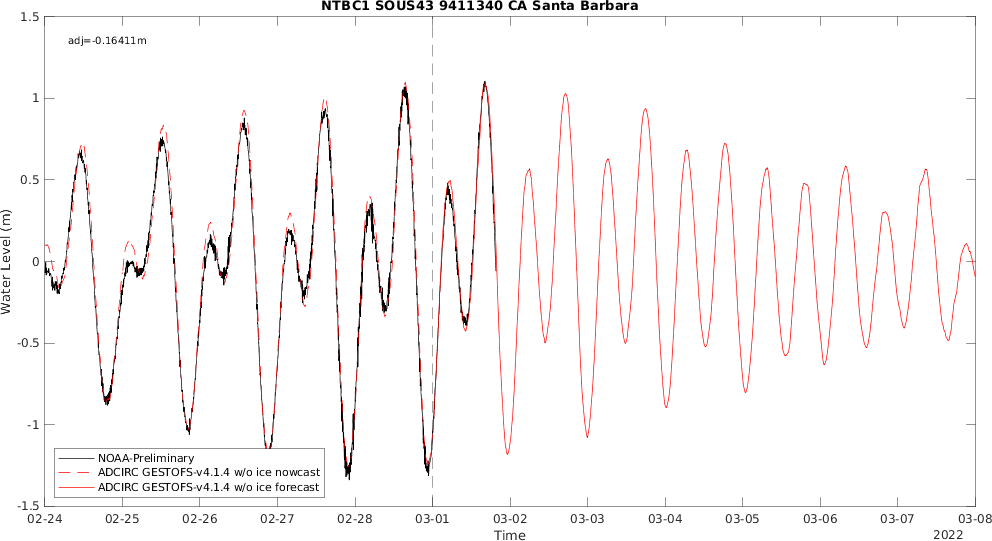 NTBC1 SOUS43 9411340 CA Santa Barbara
1.5
adj=-0.16411m
1
0.5
0
-0.5
-1
-1.5
Water Level (m)
NOAA-Preliminary
ADCIRC GESTOFS-v4.1.4 w/o ice nowcast
ADCIRC GESTOFS-v4.1.4 w/o ice forecast
02-24 02-25 02-26 02-27 02-28 03-01 03-02 03-03 03-04 03-05 03-06 03-07 03-08
Time
2022